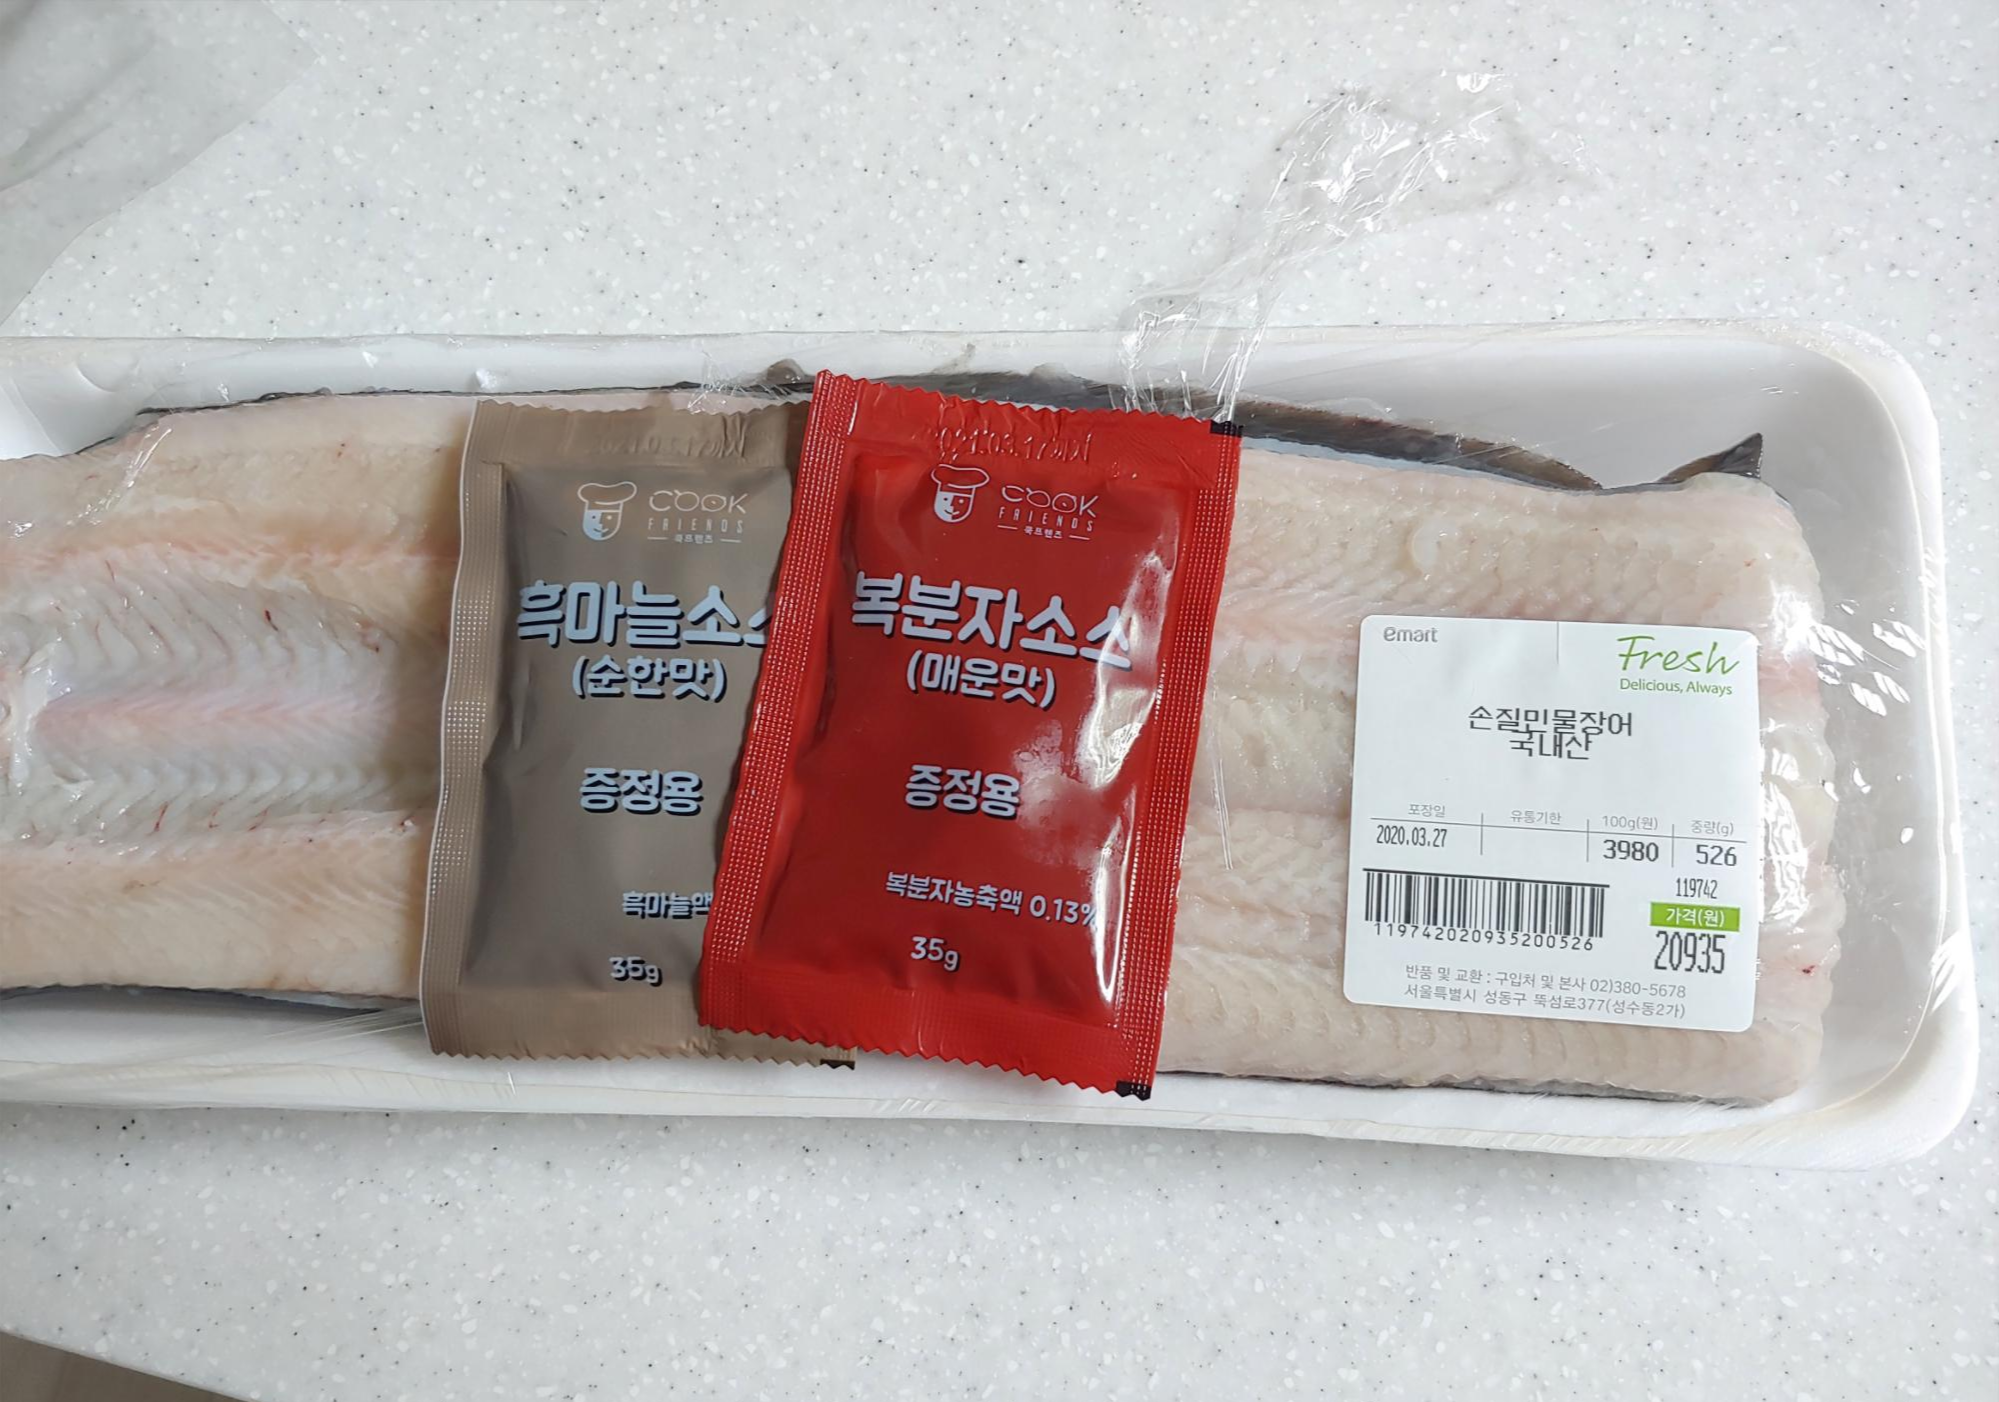 COOK
FRIENDS
쿡프렌즈
흑마늘소스
(순한맛)
증정용
흑마늘액
35g
COOK
FRIENDS
쿡프렌즈
복분자소스
(매운맛)
증정용
복분자농축액 0.13%
35g
emart
Fresh
Delicious, Always
손질민물장어
국내산
포장일 유통기한 100g(원) 중량(g)
2020.03.27 3980 526
119742
가격(원)
20935
119742020935200526
반품 및 교환 : 구입처 및 본사 02)380-5678
서울특별시 성동구 뚝섬로377(성수동2가)